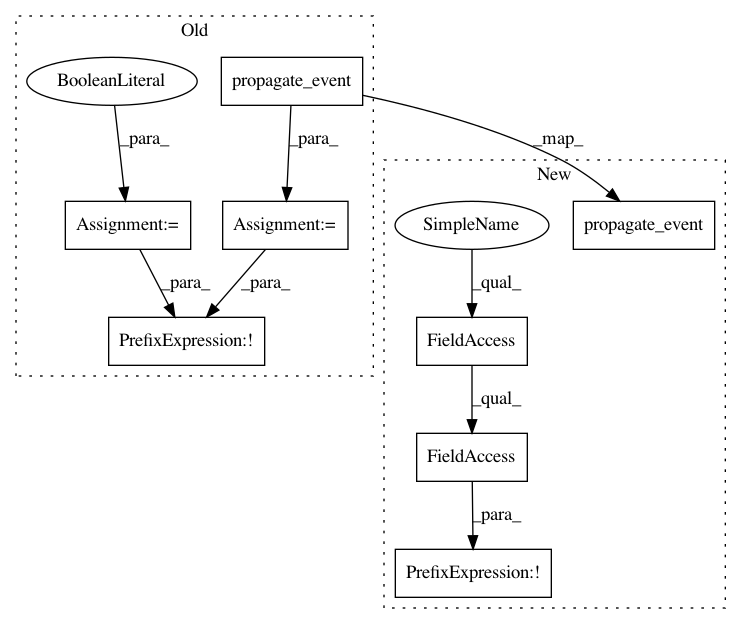 Old
BooleanLiteral
propagate_event
_para_
_para_
_map_
New
Assignment:=
Assignment:=
SimpleName
propagate_event
_para_
_para_
_qual_
PrefixExpression:!
FieldAccess
_qual_
FieldAccess
_para_
PrefixExpression:!